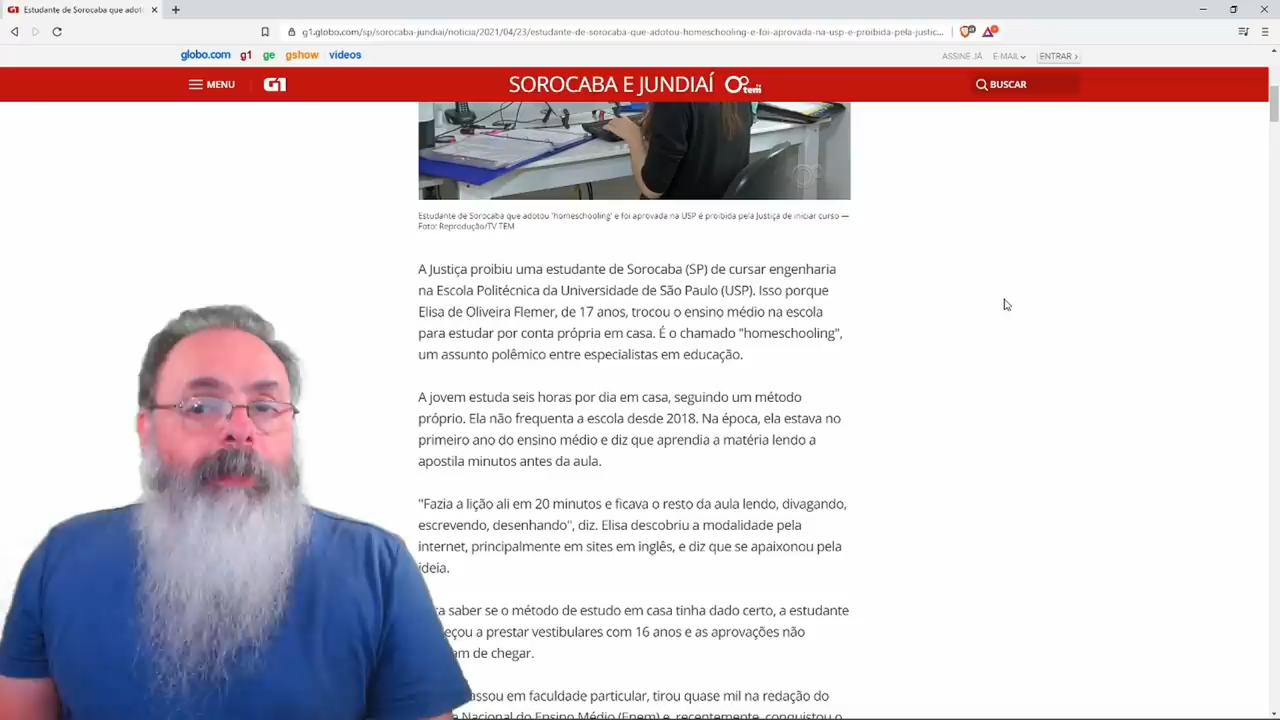 G1 Estudante de Sorocaba que adot
g1.globo.com/sp/sorocaba-jundiai/noticia/2021/04/23/estudante-de-sorocaba-que-adotou-homeschooling-e-foi-aprovada-na-usp-e-proibida-pela-justic...
globo.com g1 ge gshow videos
ASSINE JÁ E-MAIL ENTRAR
MENU G1 SOROCABA E JUNDIAÍ tem BUSCAR
Estudante de Sorocaba que adotou 'homeschooling' e foi aprovada na USP é proibida pela Justiça de iniciar curso —
Foto: Reprodução/TV TEM
A Justiça proibiu uma estudante de Sorocaba (SP) de cursar engenharia
na Escola Politécnica da Universidade de São Paulo (USP). Isso porque
Elisa de Oliveira Flemer, de 17 anos, trocou o ensino médio na escola
para estudar por conta própria em casa. É o chamado "homeschooling",
um assunto polêmico entre especialistas em educação.
A jovem estuda seis horas por dia em casa, seguindo um método
próprio. Ela não frequenta a escola desde 2018. Na época, ela estava no
primeiro ano do ensino médio e diz que aprendia a matéria lendo a
apostila minutos antes da aula.
"Fazia a lição ali em 20 minutos e ficava o resto da aula lendo, divagando,
escrevendo, desenhando", diz. Elisa descobriu a modalidade pela
internet, principalmente em sites em inglês, e diz que se apaixonou pela
ideia.
saber se o método de estudo em casa tinha dado certo, a estudante
eçou a prestar vestibulares com 16 anos e as aprovações não
am de chegar.
assou em faculdade particular, tirou quase mil na redação do
Nacional do Ensino Médio (Enem) e, recentemente, conquistou o